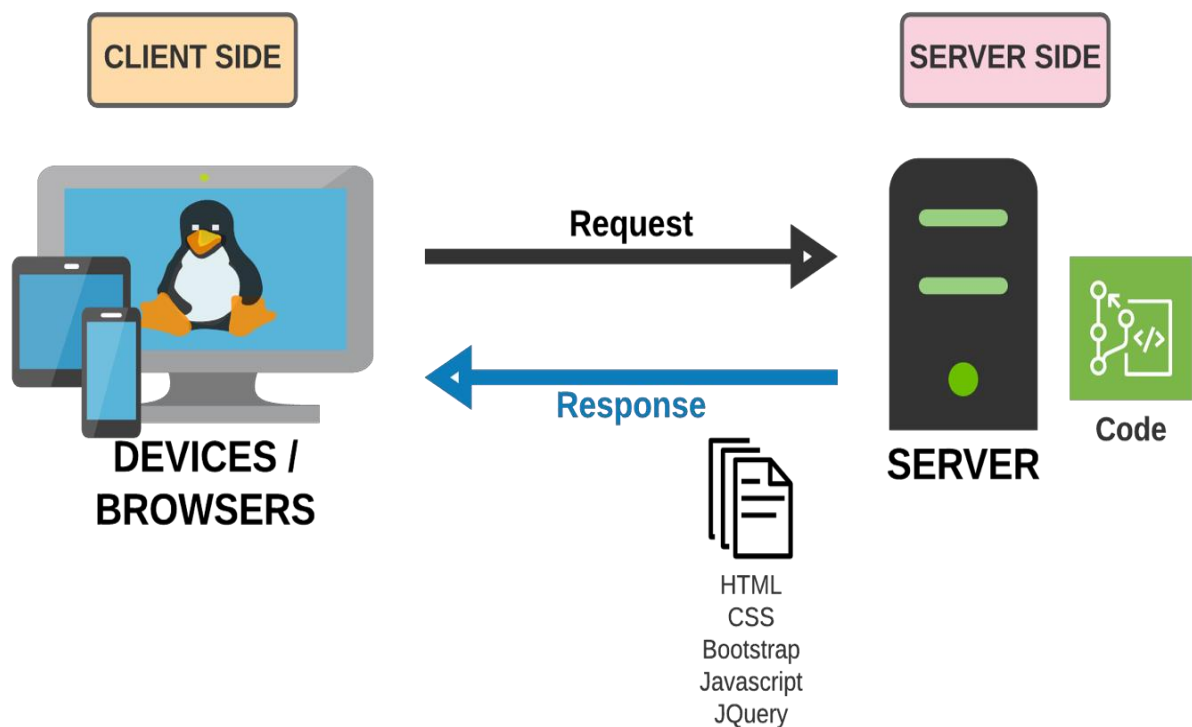 CLIENT SIDE
SERVER SIDE
Request
Response
DEVICES /
BROWSERS
SERVER
</>
Code
HTML
CSS
Bootstrap
Javascript
JQuery